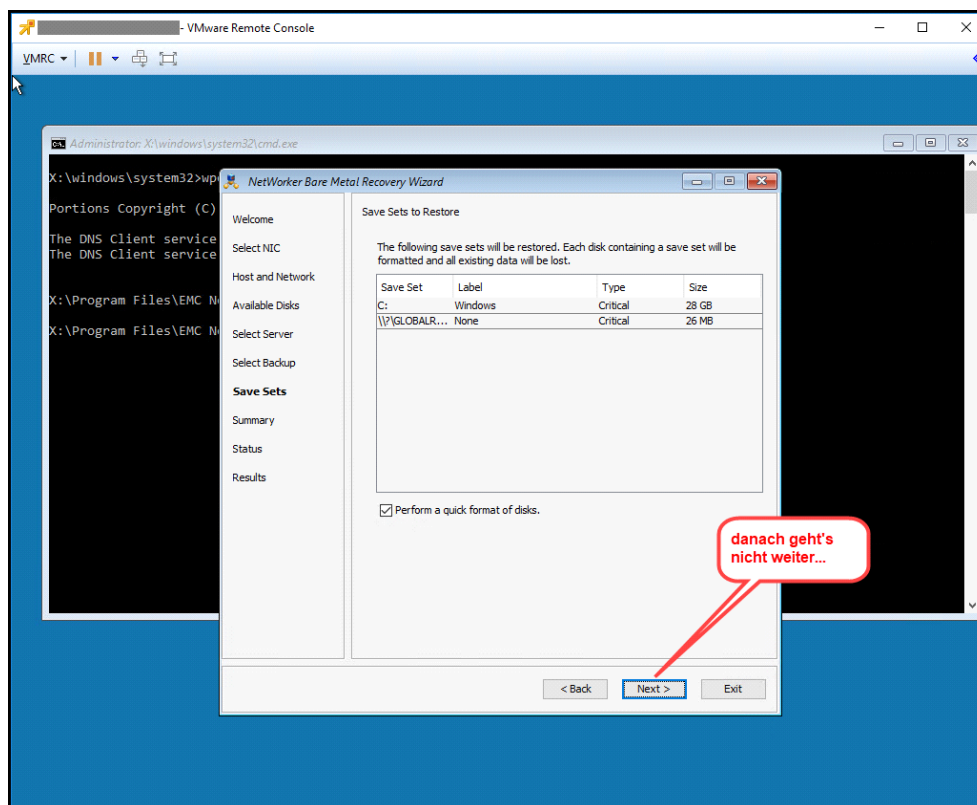 - VMware Remote Console
VMRC
Administrator: X:\windows\system32\cmd.exe
X:\windows\system32>wp
Portions Copyright (C)
The DNS Client service
The DNS Client service
X:\Program Files\EMC N
X:\Program Files\EMC N
NetWorker Bare Metal Recovery Wizard
Welcome
Select NIC
Host and Network
Available Disks
Select Server
Select Backup
Save Sets
Summary
Status
Results
Save Sets to Restore
The following save sets will be restored. Each disk containing a save set will be
formatted and all existing data will be lost.
Save Set Label Type Size
C: Windows Critical 28 GB
\\?\GLOBALR... None Critical 26 MB
Perform a quick format of disks.
danach geht's
nicht weiter...
< Back Next > Exit